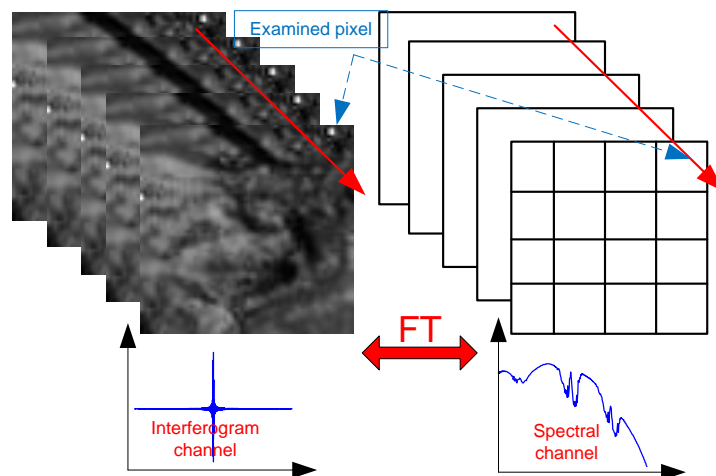 Examined pixel
FT
Interferogram
channel
Spectral
channel